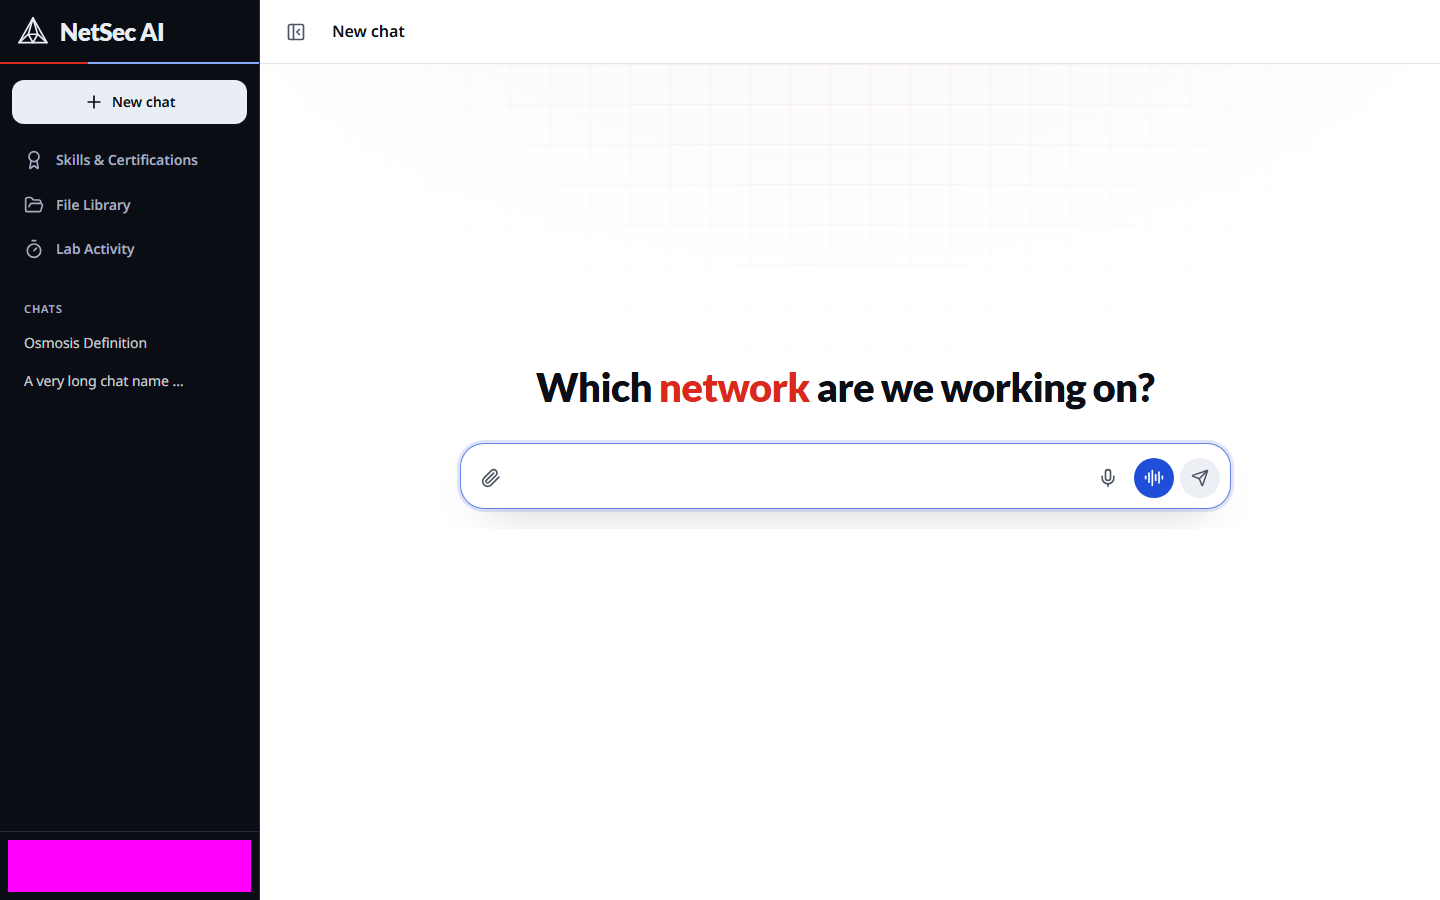 NetSec AI
New chat
Skills & Certifications
File Library
Lab Activity
CHATS
Osmosis Definition
A very long chat name ...
New chat
Which network are we working on?